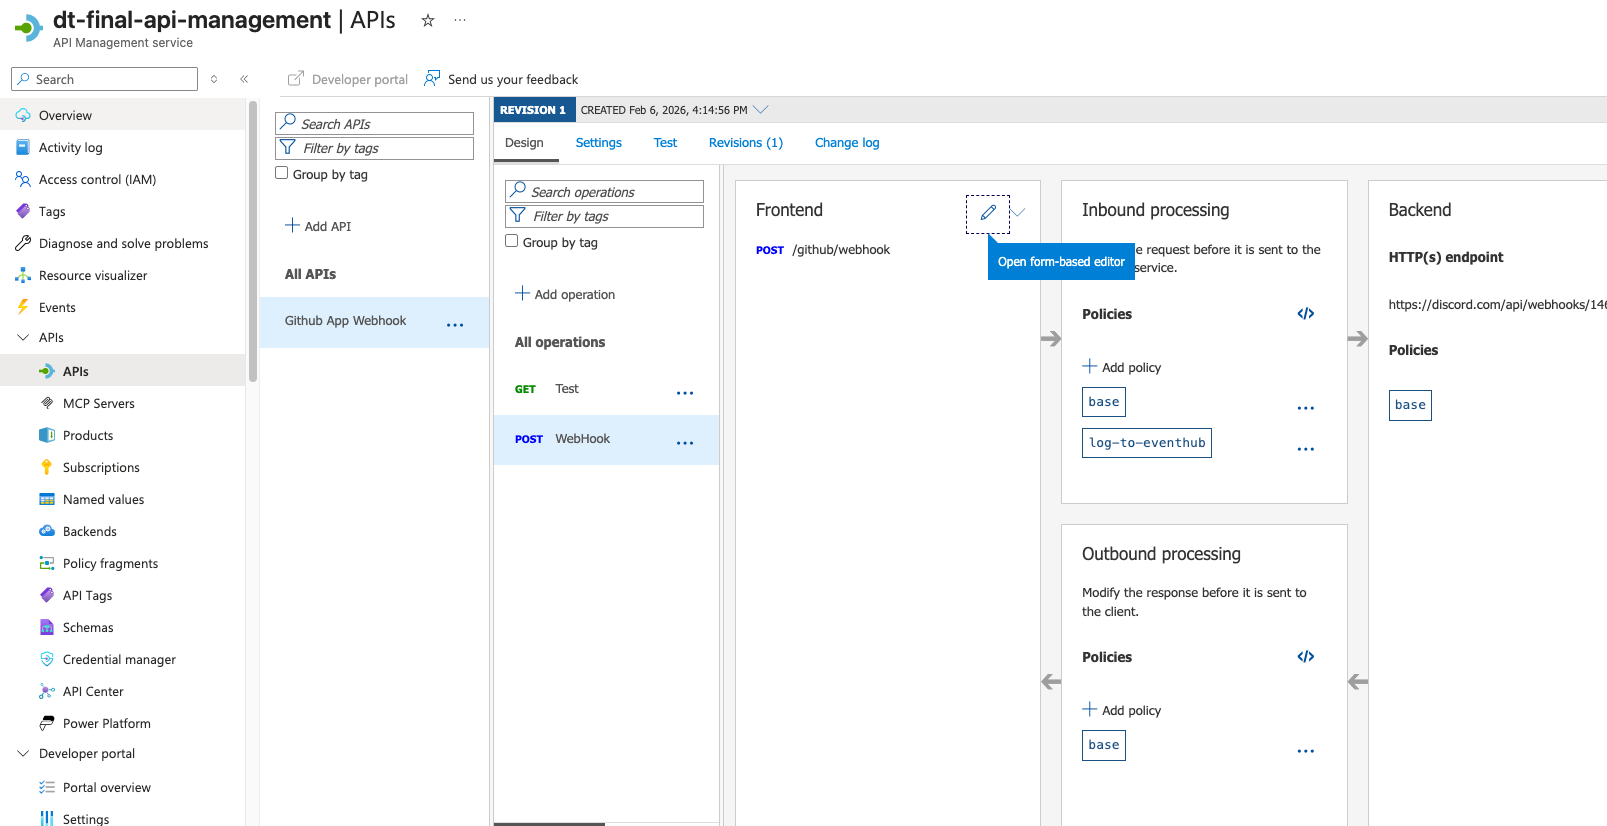 dt-final-api-management | APIs
API Management service
Search
Overview
Activity log
Access control (IAM)
Tags
Diagnose and solve problems
Resource visualizer
Events
APIs
APIs
MCP Servers
Products
Subscriptions
Named values
Backends
Policy fragments
API Tags
Schemas
Credential manager
API Center
Power Platform
Developer portal
Portal overview
Settings
Developer portal
Send us your feedback
Search APIs
Filter by tags
Group by tag
Add API
All APIs
Github App Webhook
REVISION 1 CREATED Feb 6, 2026, 4:14:56 PM
Design Settings Test Revisions (1) Change log
Search operations
Filter by tags
Group by tag
Add operation
All operations
GET Test
POST WebHook
Frontend
POST /github/webhook
Open form-based editor
Inbound processing
e request before it is sent to the
service.
Policies
</>
Add policy
base
log-to-eventhub
Outbound processing
Modify the response before it is sent to
the client.
Policies
</>
Add policy
base
Backend
HTTP(s) endpoint
https://discord.com/api/webhooks/146
Policies
base